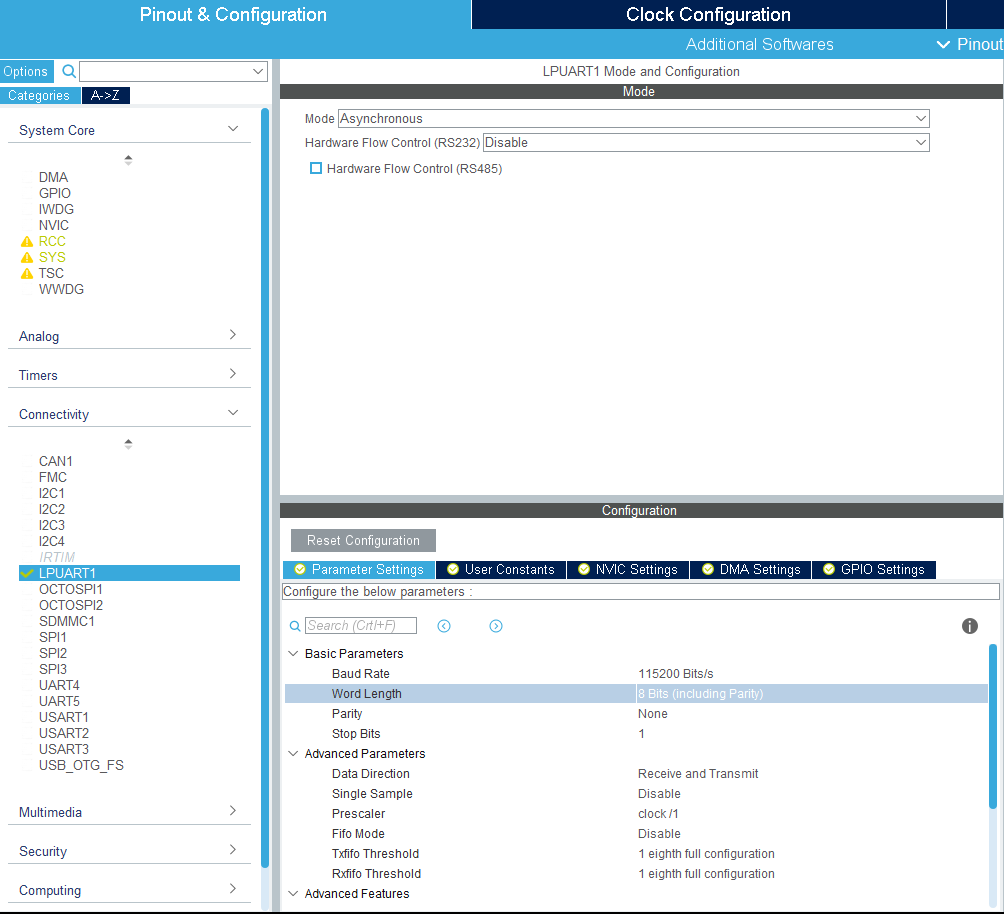 Pinout & Configuration
Clock Configuration
Additional Softwares
Pinout
Options
Categories
A->Z
System Core
DMA
GPIO
IWDG
NVIC
RCC
SYS
TSC
WWDG
Analog
Timers
Connectivity
CAN1
FMC
I2C1
I2C2
I2C3
I2C4
IRTIM
LPUART1
OCTOSPI1
OCTOSPI2
SDMMC1
SPI1
SPI2
SPI3
UART4
UART5
USART1
USART2
USART3
USB_OTG_FS
Multimedia
Security
Computing
LPUART1 Mode and Configuration
Mode
Mode Asynchronous
Hardware Flow Control (RS232) Disable
Hardware Flow Control (RS485)
Configuration
Reset Configuration
Parameter Settings
User Constants
NVIC Settings
DMA Settings
GPIO Settings
Configure the below parameters :
Search (Crtl+F)
Basic Parameters
Baud Rate 115200 Bits/s
Word Length 8 Bits (including Parity)
Parity None
Stop Bits 1
Advanced Parameters
Data Direction Receive and Transmit
Single Sample Disable
Prescaler clock /1
Fifo Mode Disable
Txfifo Threshold 1 eighth full configuration
Rxfifo Threshold 1 eighth full configuration
Advanced Features